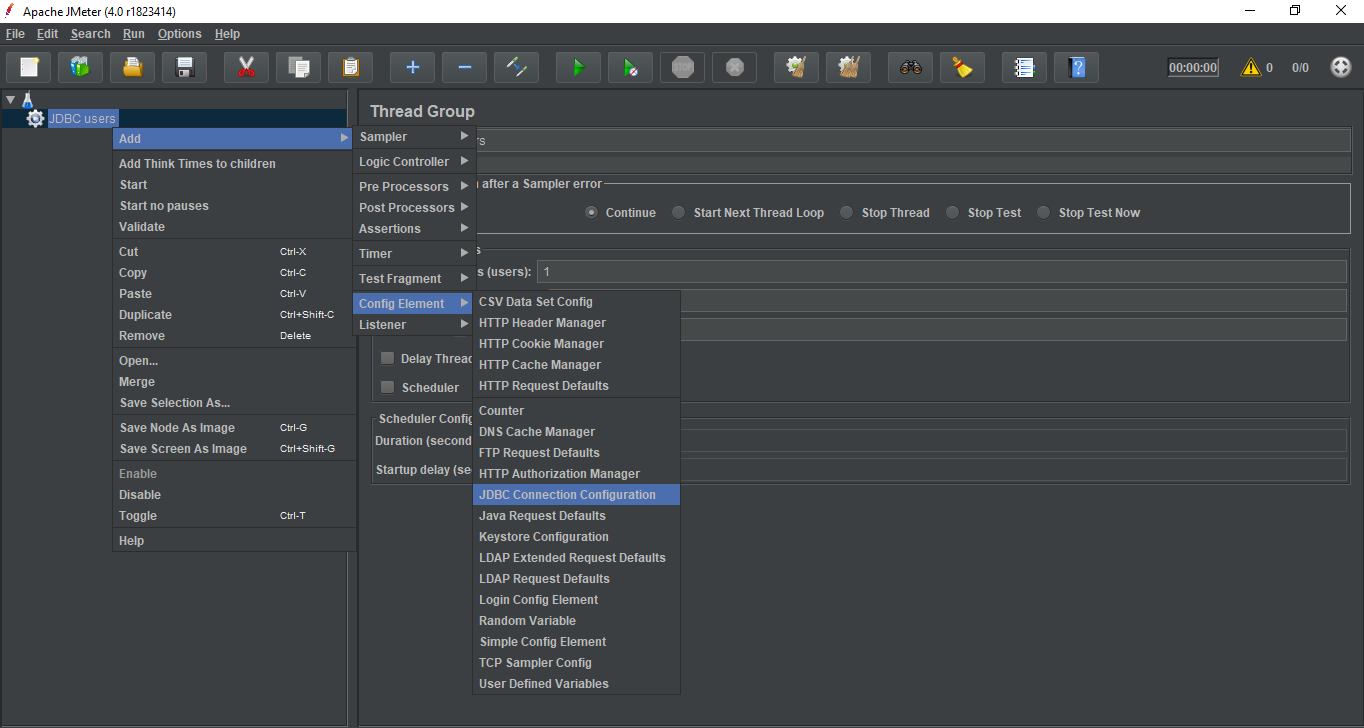 Apache JMeter (4.0 r1823414)
File Edit Search Run Options Help
STOP
00:00:00 0 0/0
JDBC users
Thread Group
Add
Add Think Times to children
Start
Start no pauses
Validate
Cut Ctrl-X
Copy Ctrl-C
Paste Ctrl-V
Duplicate Ctrl+Shift-C
Remove Delete
Open...
Merge
Save Selection As...
Save Node As Image Ctrl-G
Save Screen As Image Ctrl+Shift-G
Enable
Disable
Toggle Ctrl-T
Help
Sampler
Logic Controller
Pre Processors
Post Processors
Assertions
Timer
Test Fragment
Config Element
Listener
CSV Data Set Config
HTTP Header Manager
HTTP Cookie Manager
HTTP Cache Manager
HTTP Request Defaults
Counter
DNS Cache Manager
FTP Request Defaults
HTTP Authorization Manager
JDBC Connection Configuration
Java Request Defaults
Keystore Configuration
LDAP Extended Request Defaults
LDAP Request Defaults
Login Config Element
Random Variable
Simple Config Element
TCP Sampler Config
User Defined Variables
rs
after a Sampler error
Continue Start Next Thread Loop Stop Thread Stop Test Stop Test Now
s
s (users): 1
Delay Threa
Scheduler
Scheduler Config
Duration (second
Startup delay (se